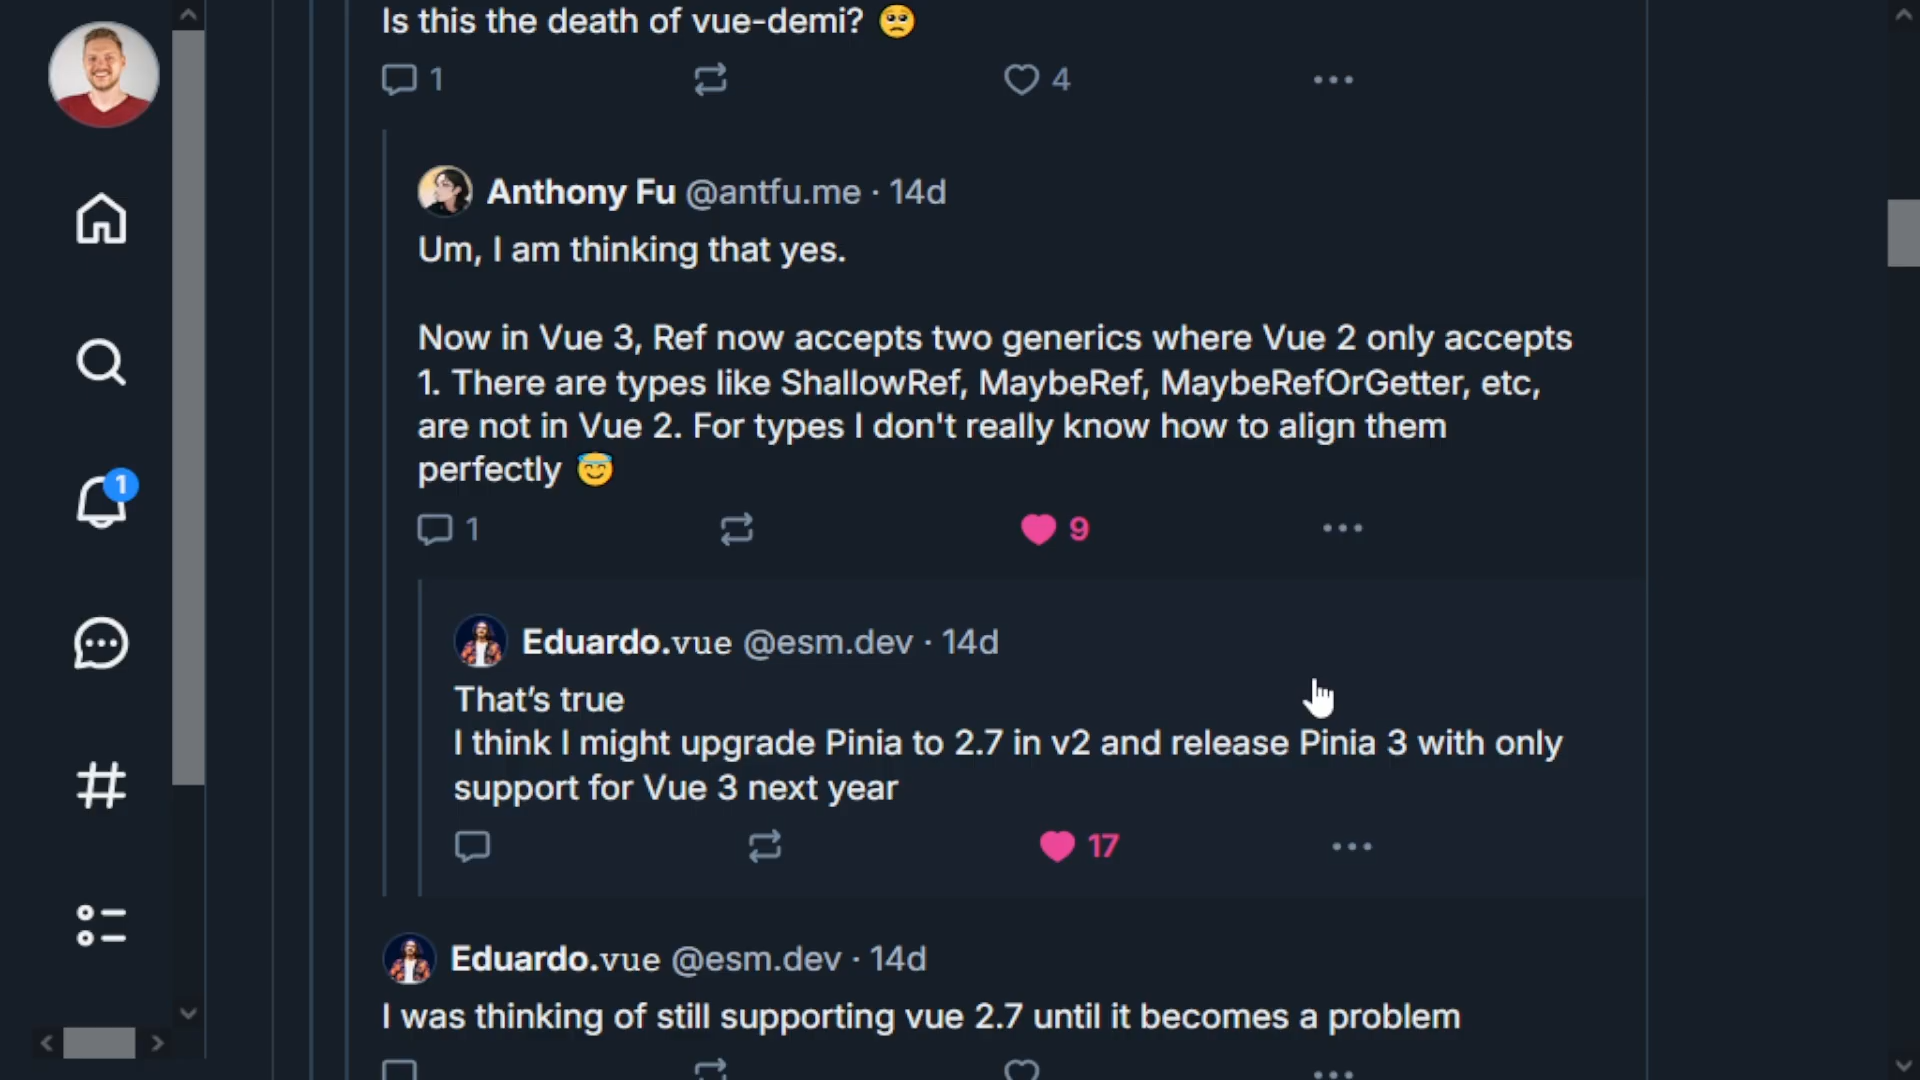 Is this the death of vue-demi? 🥺
1 4
Anthony Fu @antfu.me · 14d
Um, I am thinking that yes.
Now in Vue 3, Ref now accepts two generics where Vue 2 only accepts
1. There are types like ShallowRef, MaybeRef, MaybeRefOrGetter, etc,
are not in Vue 2. For types I don't really know how to align them
perfectly 😇
1
1 9
Eduardo.vue @esm.dev · 14d
That’s true
I think I might upgrade Pinia to 2.7 in v2 and release Pinia 3 with only
support for Vue 3 next year
17
Eduardo.vue @esm.dev · 14d
I was thinking of still supporting vue 2.7 until it becomes a problem